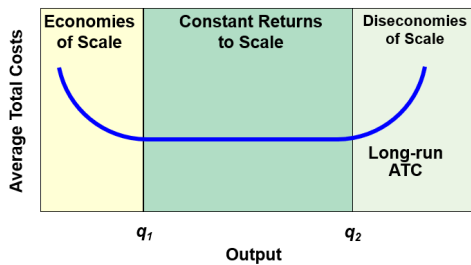 Economies
of Scale
Constant Returns
to Scale
Diseconomies
of Scale
Average Total Costs
Long-run
ATC
q1
q2
Output